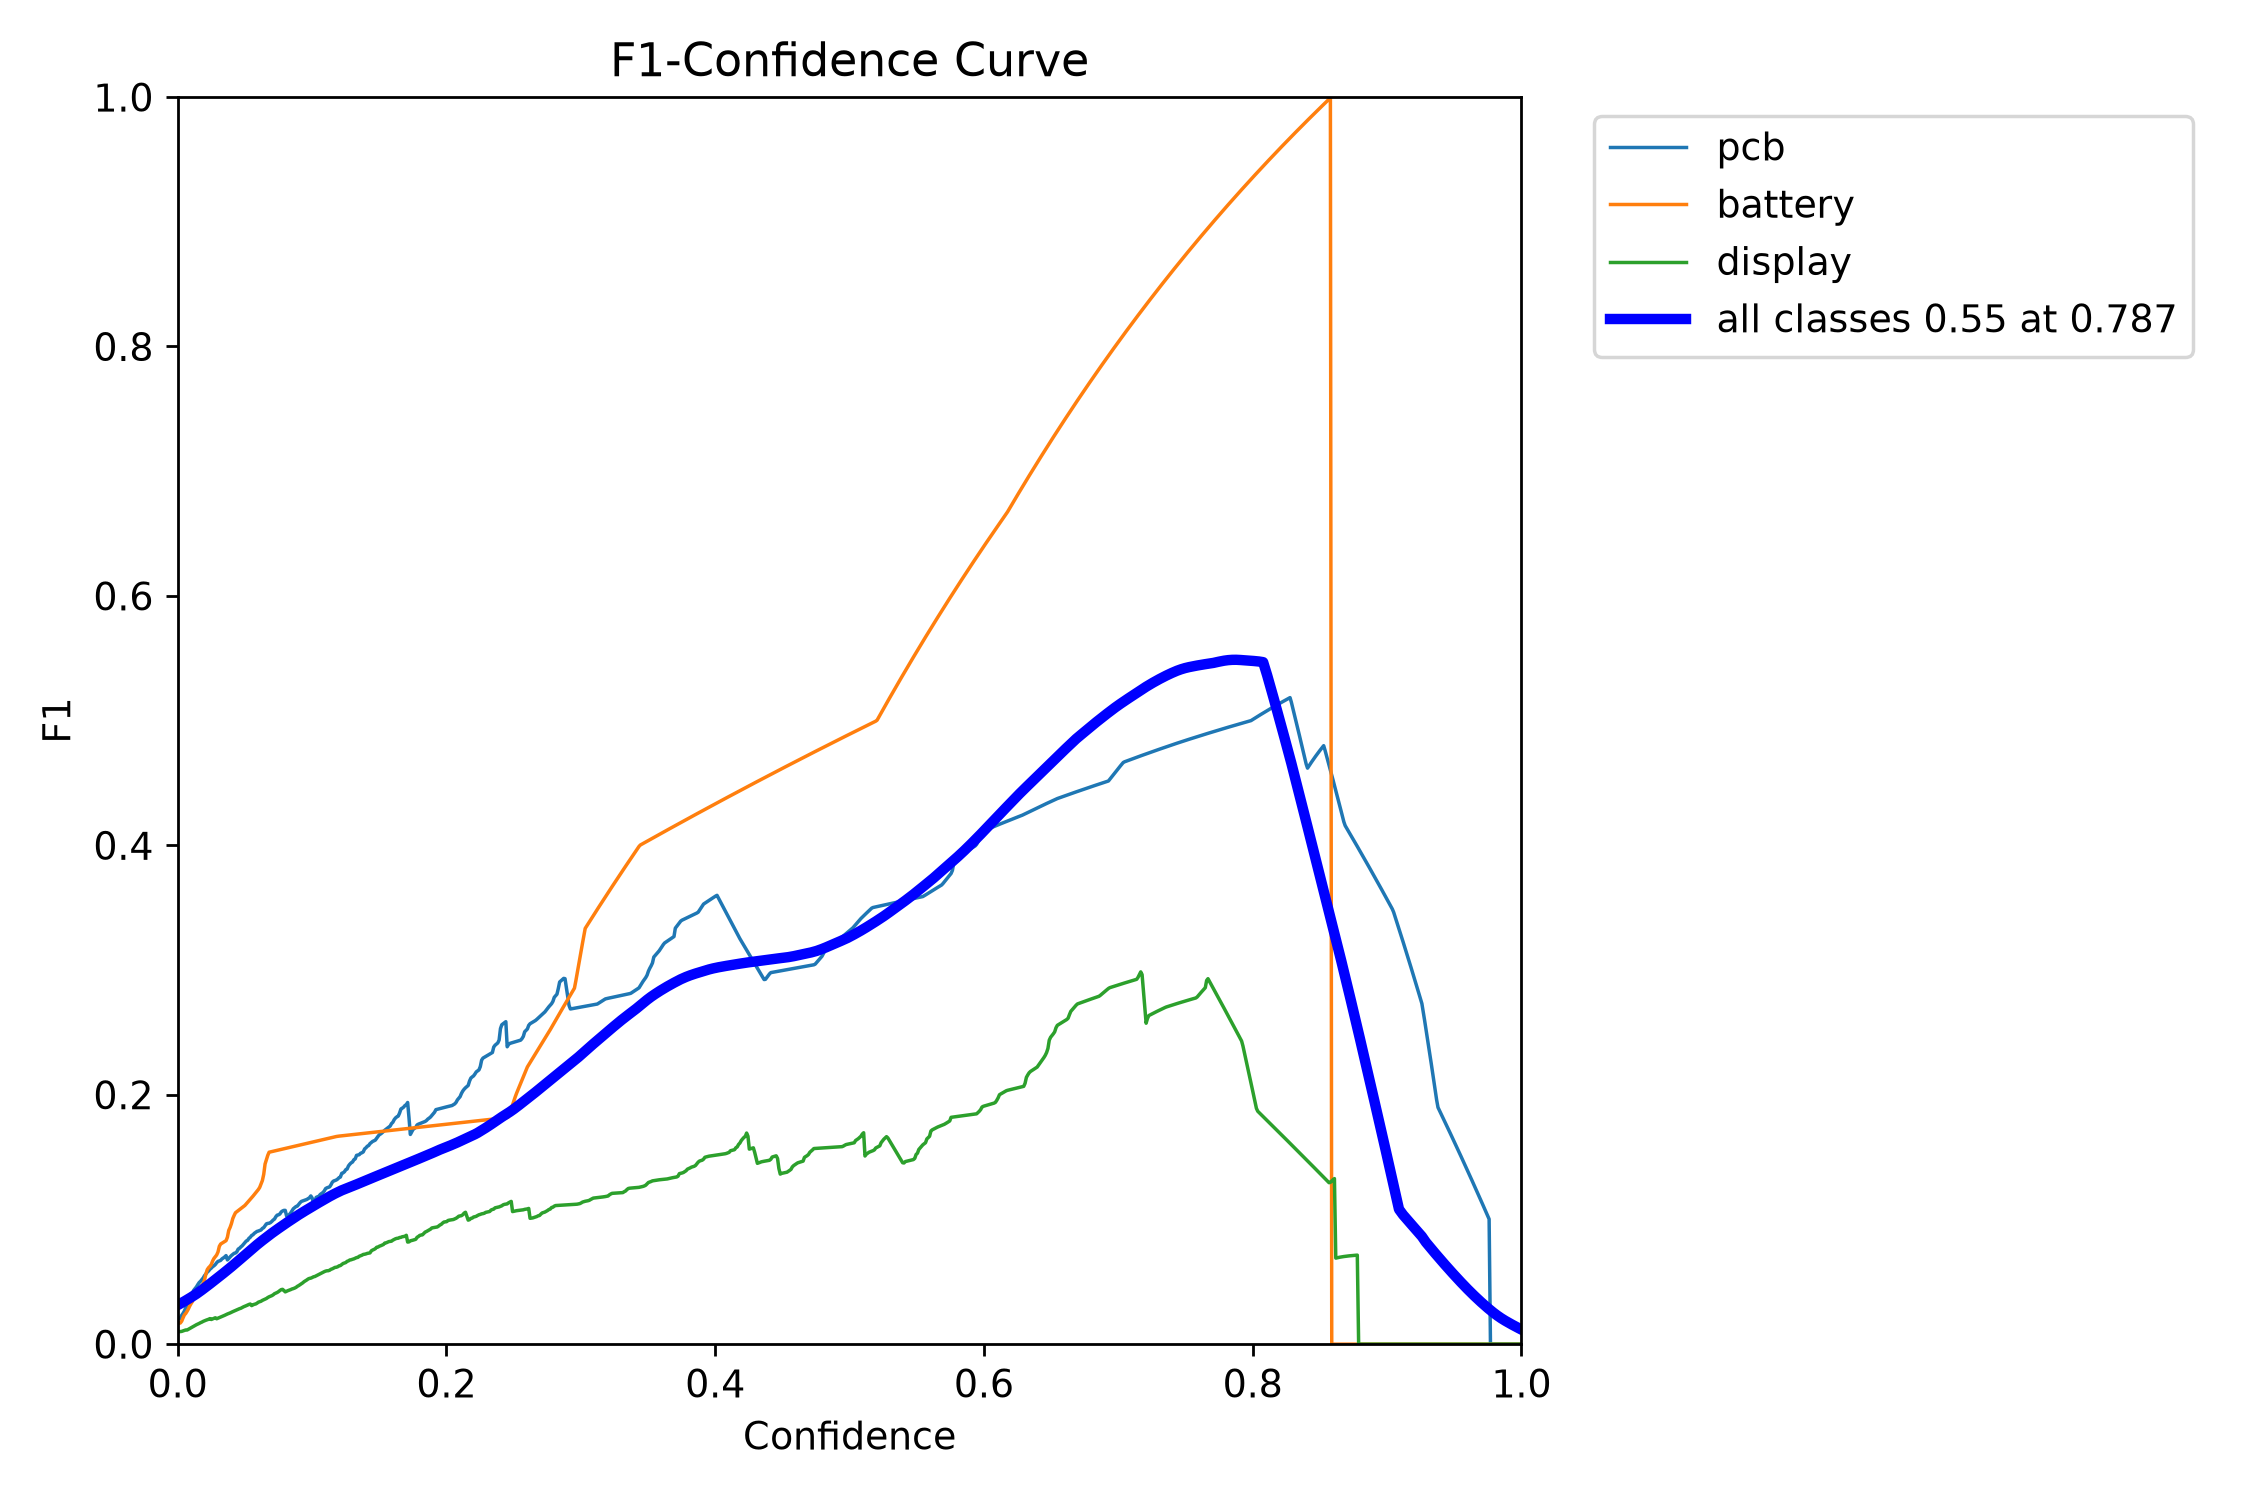 F1-Confidence Curve
1.0
0.8
0.6
0.4
0.2
0.0
F1
0.0 0.2 0.4 0.6 0.8 1.0
Confidence
pcb
battery
display
all classes 0.55 at 0.787